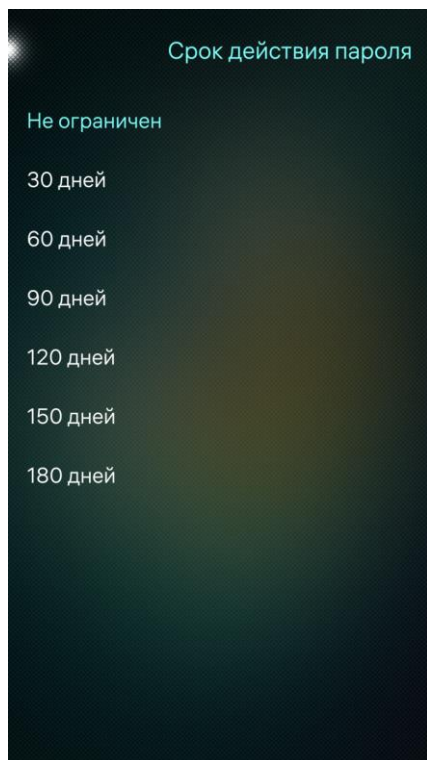 Срок действия пароля
Не ограничен
30 дней
60 дней
90 дней
120 дней
150 дней
180 дней